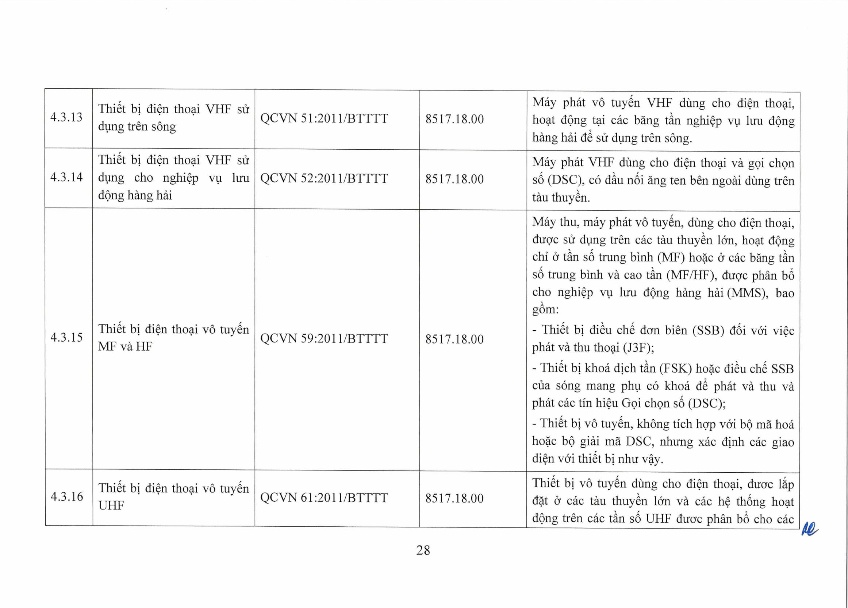 4.3.13
Thiết bị điện thoại VHF sử
dụng trên sông
QCVN 51:2011/BTTTT
8517.18.00
Máy phát vô tuyến VHF dùng cho điện thoại,
hoạt động tại các băng tần nghiệp vụ lưu động
hàng hải để sử dụng trên sông.
4.3.14
Thiết bị điện thoại VHF sử
dụng cho nghiệp vụ lưu
động hàng hải
QCVN 52:2011/BTTTT
8517.18.00
Máy phát VHF dùng cho điện thoại và gọi chọn
số (DSC), có đầu nối ăng ten bên ngoài dùng trên
tàu thuyền.
4.3.15
Thiết bị điện thoại vô tuyến
MF và HF
QCVN 59:2011/BTTTT
8517.18.00
Máy thu, máy phát vô tuyến, dùng cho điện thoại,
được sử dụng trên các tàu thuyền lớn, hoạt động
chỉ ở tần số trung bình (MF) hoặc ở các băng tần
số trung bình và cao tần (MF/HF), được phân bổ
cho nghiệp vụ lưu động hàng hải (MMS), bao
gồm:
- Thiết bị điều chế đơn biên (SSB) đối với việc
phát và thu thoại (J3F);
- Thiết bị khoá dịch tần (FSK) hoặc điều chế SSB
của sóng mang phụ có khoá để phát và thu và
phát các tín hiệu Gọi chọn số (DSC);
- Thiết bị vô tuyến, không tích hợp với bộ mã hoá
hoặc bộ giải mã DSC, nhưng xác định các giao
diện với thiết bị như vậy.
4.3.16
Thiết bị điện thoại vô tuyến
UHF
QCVN 61:2011/BTTTT
8517.18.00
Thiết bị vô tuyến dùng cho điện thoại, được lắp
đặt ở các tàu thuyền lớn và các hệ thống hoạt
động trên các tần số UHF được phân bổ cho các
28